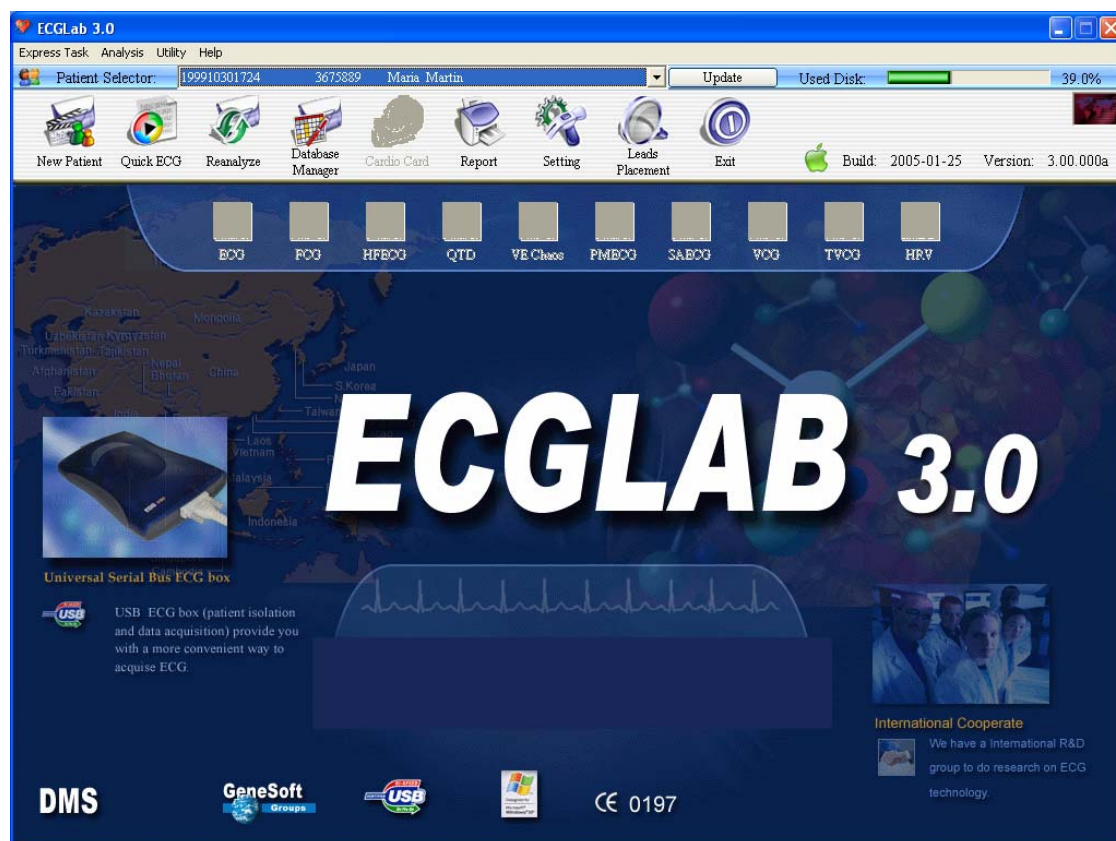 ECGLab 3.0
Express Task Analysis Utility Help
Patient Selector: 199910301724 3675889 Maria Martin Update Used Disk: 39.0%
New Patient Quick ECG Reanalyze Database Manager Cardio Card Report Setting Leads Placement Exit Build: 2005-01-25 Version: 3.00.000a
ECG FCG HFECG QTD VE Chaos PMECG SAECG VCG TVCG HRV
Kazakstan
Mongolia
Uzbekistan Kyrgyzstan
Turkmenistan Tajikistan
Nepal
Japan
Afghanistan
Bhutan
China
S.Korea
Pakistan
India
Taiwan
ECGLAB 3.0
Laos
Vietnam
Malaysia
Indonesia
Cambodia
Universal Serial Bus ECG box
USB
USB ECG box (patient isolation
and data acquisition) provide you
with a more convenient way to
acquise ECG.
International Cooperate
We have a International R&D
group to do research on ECG
technology.
DMS
GeneSoft
Groups
USB
CE 0197